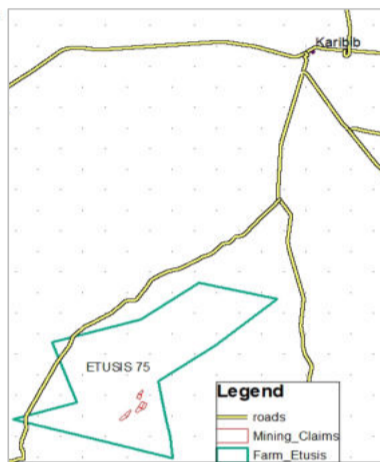 Karibib
ETUSIS 75
Legend
roads
Mining_Claims
Farm_Etusis